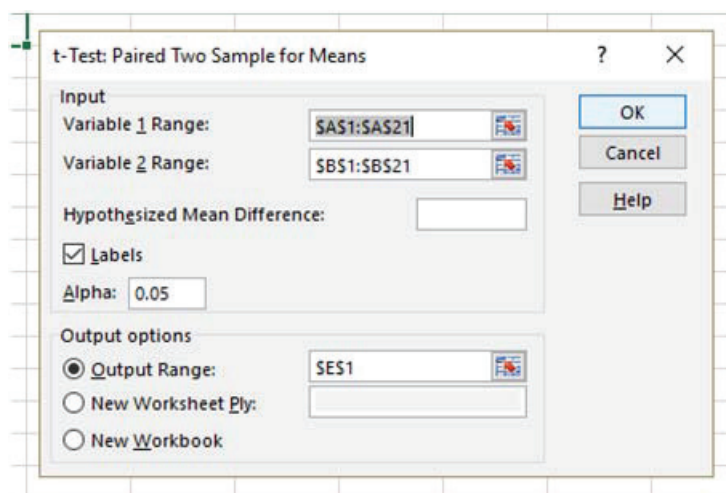 t-Test: Paired Two Sample for Means ? X
Input
Variable 1 Range: $A$1:$A$21
Variable 2 Range: $B$1:$B$21
Hypothesized Mean Difference:
Labels
Alpha: 0.05
OK
Cancel
Help
Output options
Output Range: $E$1
New Worksheet Ply:
New Workbook